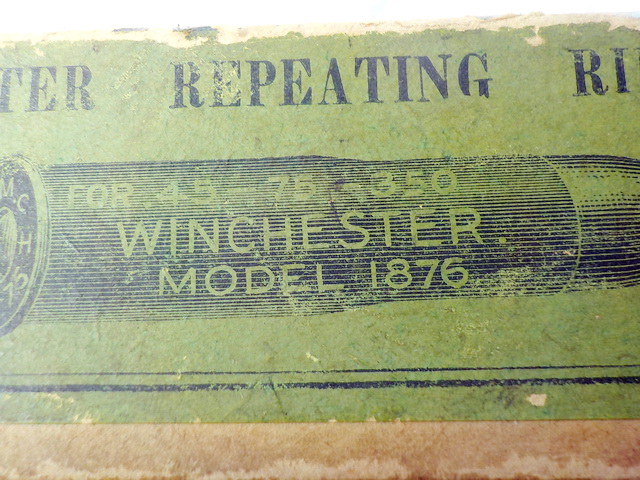 TER REPEATING RI
FOR .45 - 75 - 350
WINCHESTER.
MODEL 1876